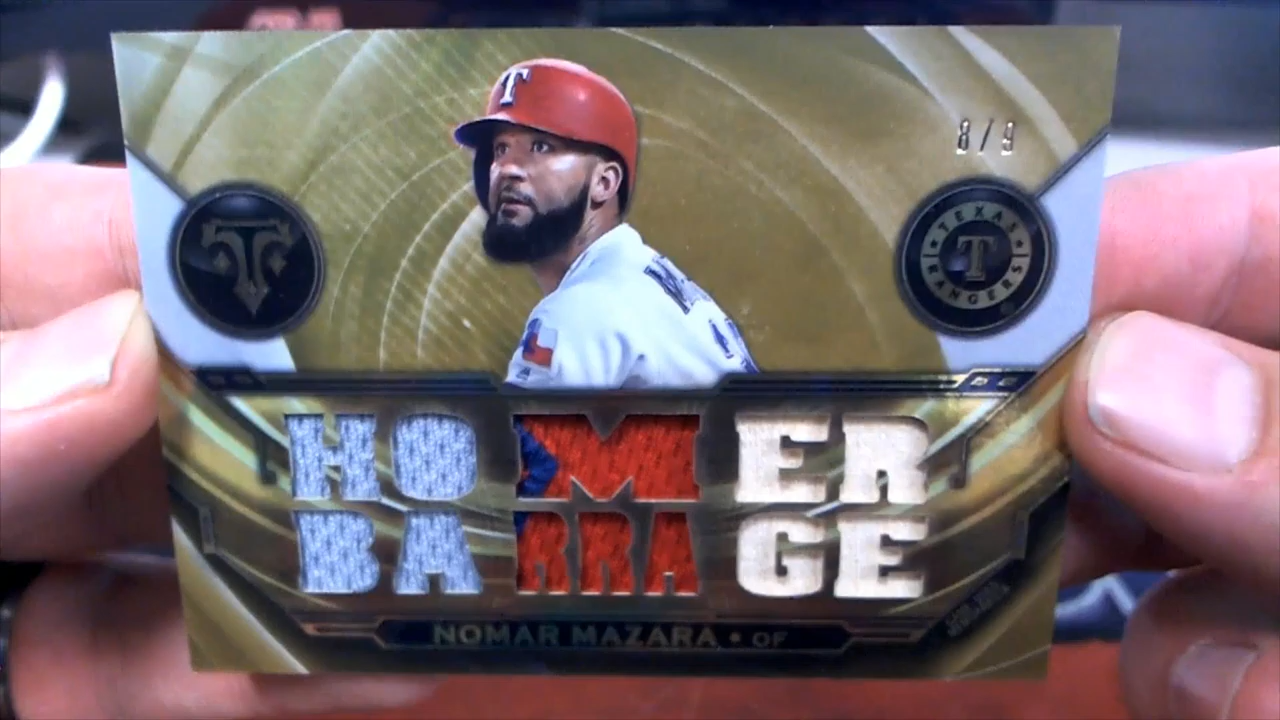 T
8/9
TEXAS
T
RANGERS
HOMER
BARRAGE
NOMAR MAZARA • OF